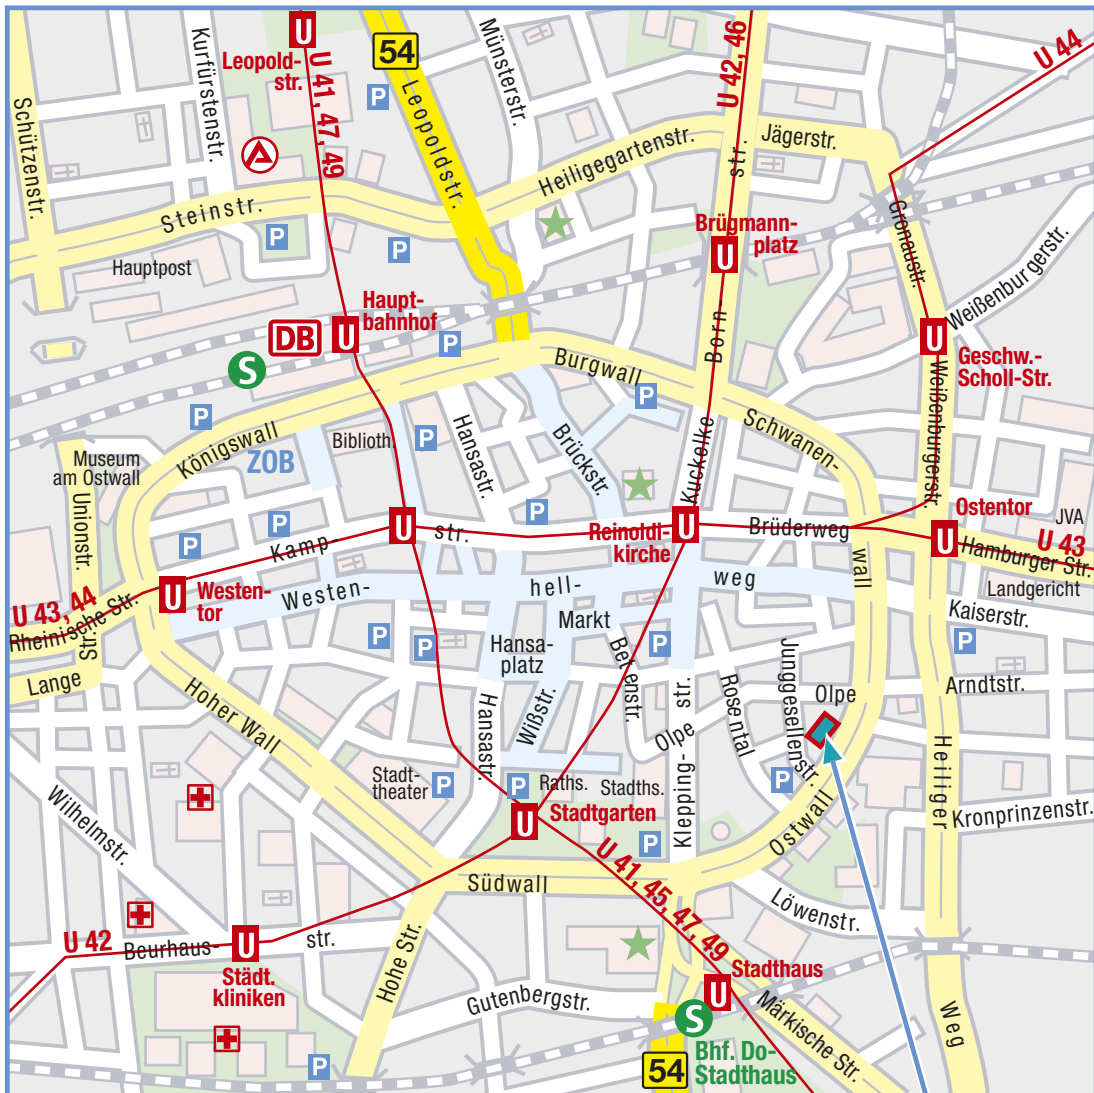 U
Leopold-
str.
U 41, 47, 49
54
Leopoldstr.
Kurfürstenstr.
Münsterstr.
Schützenstr.
U 42, 46
U 44
P
Jägerstr.
Heiligegartenstr.
Steinstr.
P
P
Hauptpost
Brügmann-
platz
U
Born-
str.
Gronaustr.
Weißenburgerstr.
Haupt-
bahnhof
DB
U
S
P
U
Geschw.-
Scholl-Str.
Weißenburgerstr.
Burgwall
P
P
Königswall
ZOB
Biblioth.
P
Hansastr.
Brückstr.
Kuckelke
Schwanen-
wall
Museum
am Ostwall
Unionstr.
P
P
P
Kamp-
str.
U
Reinoldi-
kirche
U
Brüderweg
Ostentor
U
JVA
U 43
Hamburger Str.
Landgericht
U 43, 44
Rheinische Str.
U
Westen-
tor
Westen-
hell-
weg
Markt
Kaiserstr.
P
P
P
P
Hansa-
platz
Betenstr.
Str.
Lange
Hoher Wall
Hansastr.
Wißstr.
Olpe
Klepping-
str.
Rosental
Junggesellenstr.
Olpe
Arndtstr.
Heiliger
Weg
Stadt-
theater
P
P
Raths.
Stadths.
P
Stadtgarten
U
P
Ostwall
Kronprinzenstr.
Wilhelmstr.
Südwall
U 41, 45, 47, 49
Löwenstr.
U 42
Beurhaus-
str.
U
Städt.
kliniken
Hohe Str.
Gutenbergstr.
Stadthaus
U
S
Märkische Str.
Bhf. Do-
Stadthaus
54
P